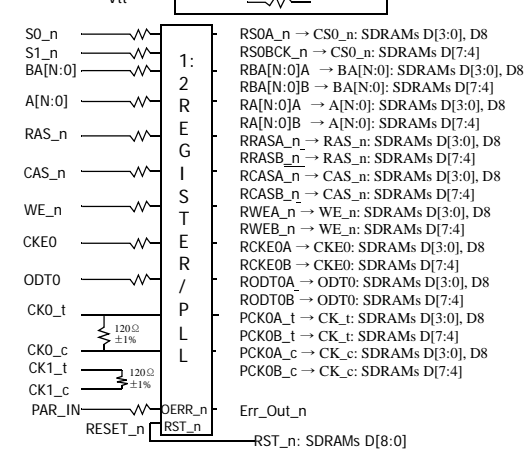 S0_n
S1_n
BA[N:0]
A[N:0]
RAS_n
CAS_n
WE_n
CKE0
ODT0
CK0_t
120Ω
±1%
CK0_c
CK1_t
120Ω
±1%
CK1_c
PAR_IN
RESET_n
1:
2
R
E
G
I
S
T
E
R
/
P
L
L
OERR_n
RST_n
RS0A_n → CS0_n: SDRAMs D[3:0], D8
RS0BCK_n → CS0_n: SDRAMs D[7:4]
RBA[N:0]A → BA[N:0]: SDRAMs D[3:0], D8
RBA[N:0]B → BA[N:0]: SDRAMs D[7:4]
RA[N:0]A → A[N:0]: SDRAMs D[3:0], D8
RA[N:0]B → A[N:0]: SDRAMs D[7:4]
RRASA_n → RAS_n: SDRAMs D[3:0], D8
RRASB_n → RAS_n: SDRAMs D[7:4]
RCASA_n → CAS_n: SDRAMs D[3:0], D8
RCASB_n → CAS_n: SDRAMs D[7:4]
RWEA_n → WE_n: SDRAMs D[3:0], D8
RWEB_n → WE_n: SDRAMs D[7:4]
RCKE0A → CKE0: SDRAMs D[3:0], D8
RCKE0B → CKE0: SDRAMs D[7:4]
RODT0A → ODT0: SDRAMs D[3:0], D8
RODT0B → ODT0: SDRAMs D[7:4]
PCK0A_t → CK_t: SDRAMs D[3:0], D8
PCK0B_t → CK_t: SDRAMs D[7:4]
PCK0A_c → CK_c: SDRAMs D[3:0], D8
PCK0B_c → CK_c: SDRAMs D[7:4]
Err_Out_n
RST_n: SDRAMs D[8:0]